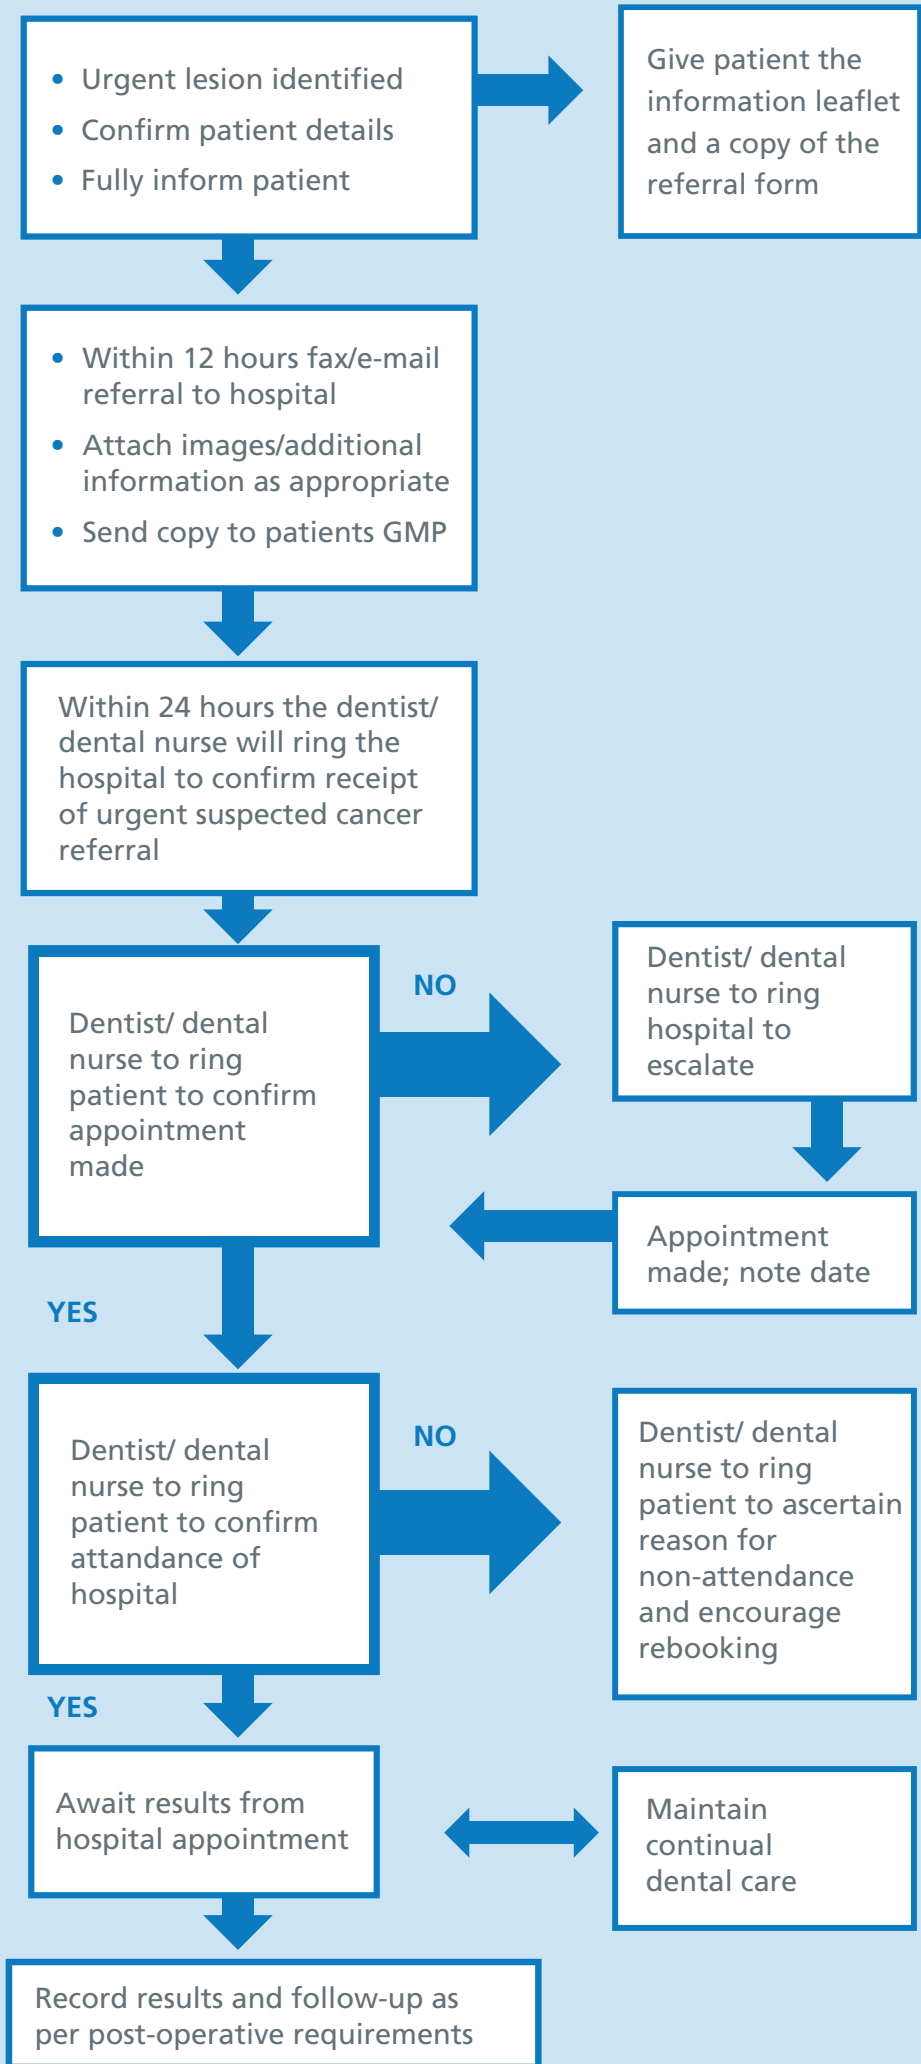 • Urgent lesion identified
• Confirm patient details
• Fully inform patient
Give patient the
information leaflet
and a copy of the
referral form
• Within 12 hours fax/e-mail
referral to hospital
• Attach images/additional
information as appropriate
• Send copy to patients GMP
Within 24 hours the dentist/
dental nurse will ring the
hospital to confirm receipt
of urgent suspected cancer
referral
Dentist/ dental
nurse to ring
patient to confirm
appointment
made
NO
Dentist/ dental
nurse to ring
hospital to
escalate
Appointment
made; note date
YES
Dentist/ dental
nurse to ring
patient to confirm
attandance of
hospital
NO
Dentist/ dental
nurse to ring
patient to ascertain
reason for
non-attendance
and encourage
rebooking
YES
Await results from
hospital appointment
Maintain
continual
dental care
Record results and follow-up as
per post-operative requirements